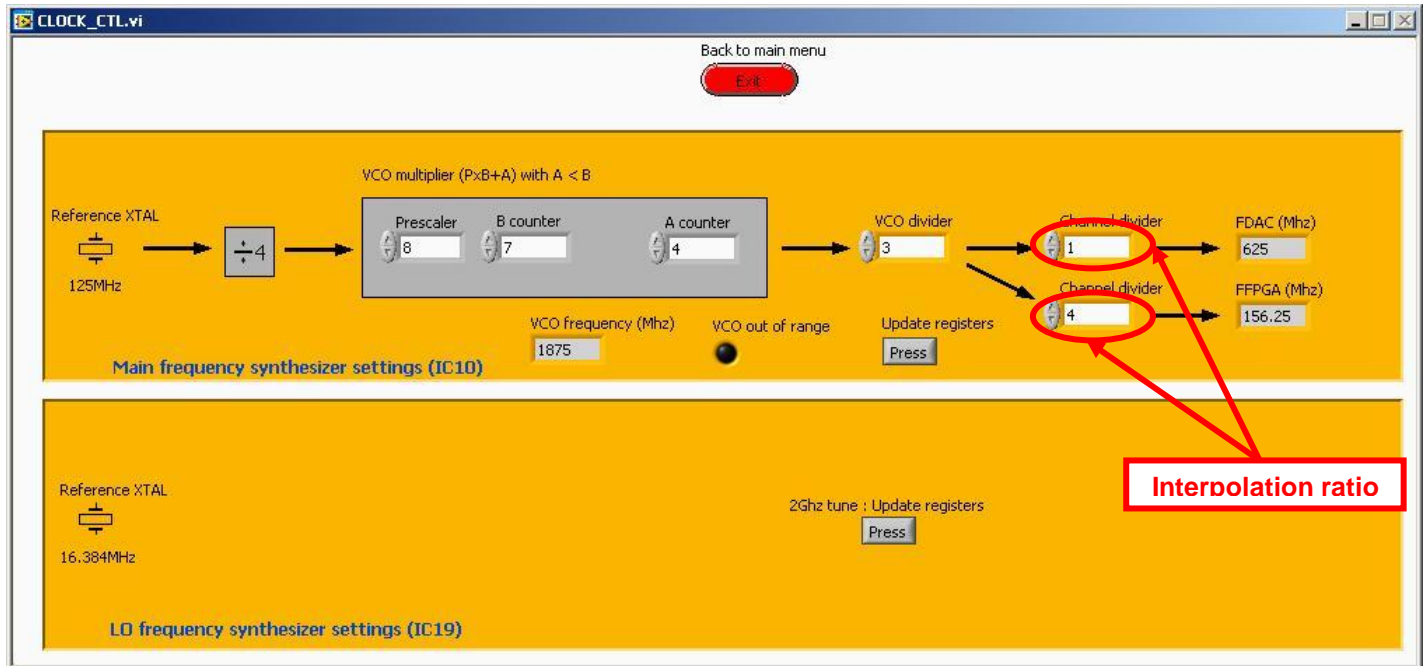 CLOCK_CTL.vi
Back to main menu
Exit
VCO multiplier (PxB+A) with A < B
Reference XTAL
125MHz
÷4
Prescaler
8
B counter
7
A counter
4
VCO divider
3
Channel divider
1
FDAC (Mhz)
625
Channel divider
4
FFPGA (Mhz)
156.25
VCO frequency (Mhz)
1875
VCO out of range
Update registers
Press
Main frequency synthesizer settings (IC10)
Interpolation ratio
Reference XTAL
16.384MHz
2Ghz tune : Update registers
Press
LO frequency synthesizer settings (IC19)